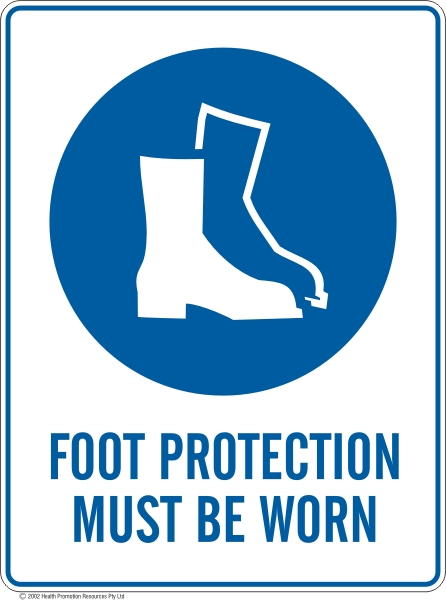 FOOT PROTECTION
MUST BE WORN
© 2002 Health Promotion Resources Pty Ltd